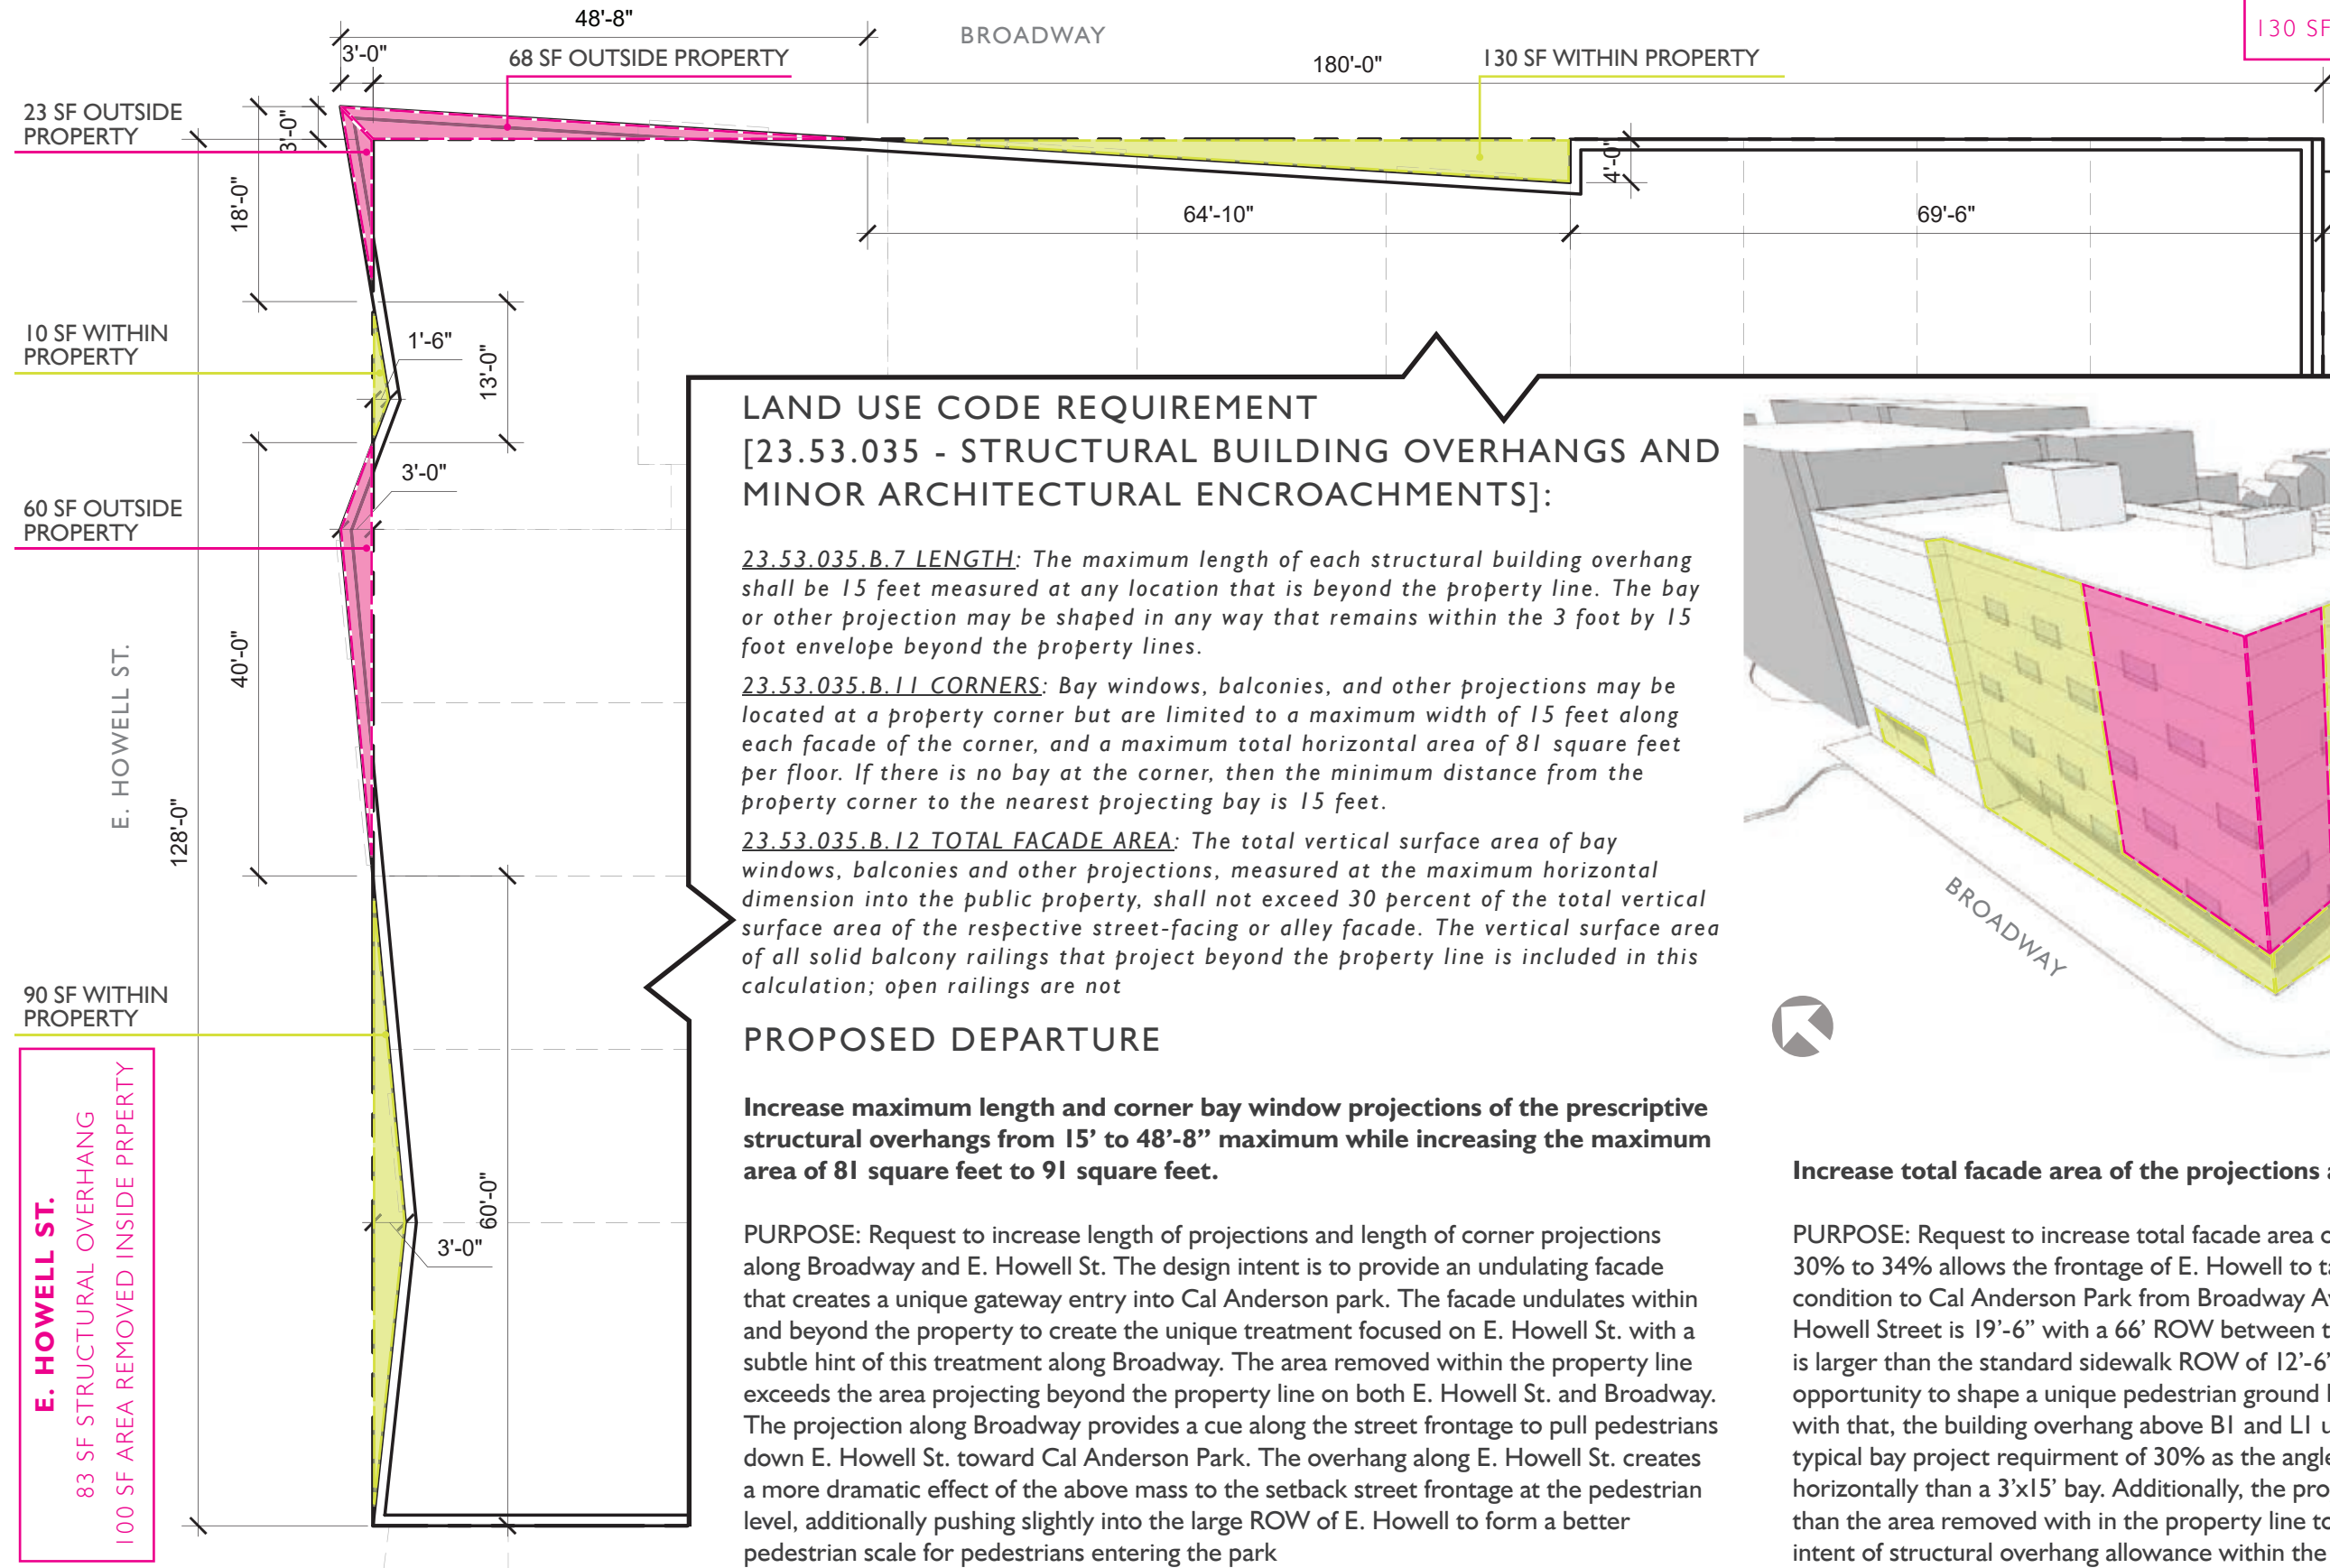 48'-8"
BROADWAY
130 SF
3'-0"
68 SF OUTSIDE PROPERTY
180'-0"
130 SF WITHIN PROPERTY
23 SF OUTSIDE
PROPERTY
3'-0"
18'-0"
4'-0"
64'-10"
69'-6"
10 SF WITHIN
PROPERTY
1'-6"
13'-0"
3'-0"
60 SF OUTSIDE
PROPERTY
40'-0"
E. HOWELL ST.
128'-0"
90 SF WITHIN
PROPERTY
60'-0"
3'-0"
E. HOWELL ST.
83 SF STRUCTURAL OVERHANG
100 SF AREA REMOVED INSIDE PRPERTY
LAND USE CODE REQUIREMENT
[23.53.035 - STRUCTURAL BUILDING OVERHANGS AND
MINOR ARCHITECTURAL ENCROACHMENTS]:
23.53.035.B.7 LENGTH: The maximum length of each structural building overhang
shall be 15 feet measured at any location that is beyond the property line. The bay
or other projection may be shaped in any way that remains within the 3 foot by 15
foot envelope beyond the property lines.
23.53.035.B.11 CORNERS: Bay windows, balconies, and other projections may be
located at a property corner but are limited to a maximum width of 15 feet along
each facade of the corner, and a maximum total horizontal area of 81 square feet
per floor. If there is no bay at the corner, then the minimum distance from the
property corner to the nearest projecting bay is 15 feet.
23.53.035.B.12 TOTAL FACADE AREA: The total vertical surface area of bay
windows, balconies and other projections, measured at the maximum horizontal
dimension into the public property, shall not exceed 30 percent of the total vertical
surface area of the respective street-facing or alley facade. The vertical surface area
of all solid balcony railings that project beyond the property line is included in this
calculation; open railings are not
PROPOSED DEPARTURE
Increase maximum length and corner bay window projections of the prescriptive
structural overhangs from 15' to 48'-8" maximum while increasing the maximum
area of 81 square feet to 91 square feet.
PURPOSE: Request to increase length of projections and length of corner projections
along Broadway and E. Howell St. The design intent is to provide an undulating facade
that creates a unique gateway entry into Cal Anderson park. The facade undulates within
and beyond the property to create the unique treatment focused on E. Howell St. with a
subtle hint of this treatment along Broadway. The area removed within the property line
exceeds the area projecting beyond the property line on both E. Howell St. and Broadway.
The projection along Broadway provides a cue along the street frontage to pull pedestrians
down E. Howell St. toward Cal Anderson Park. The overhang along E. Howell St. creates
a more dramatic effect of the above mass to the setback street frontage at the pedestrian
level, additionally pushing slightly into the large ROW of E. Howell to form a better
pedestrian scale for pedestrians entering the park
BROADWAY
Increase total facade area of the projections
PURPOSE: Request to increase total facade area
30% to 34% allows the frontage of E. Howell to
condition to Cal Anderson Park from Broadway
Howell Street is 19'-6" with a 66' ROW between
is larger than the standard sidewalk ROW of 12'-6"
opportunity to shape a unique pedestrian ground
with that, the building overhang above B1 and L1
typical bay project requirment of 30% as the
horizontally than a 3'x15' bay. Additionally, the
than the area removed with in the property line
intent of structural overhang allowance within the